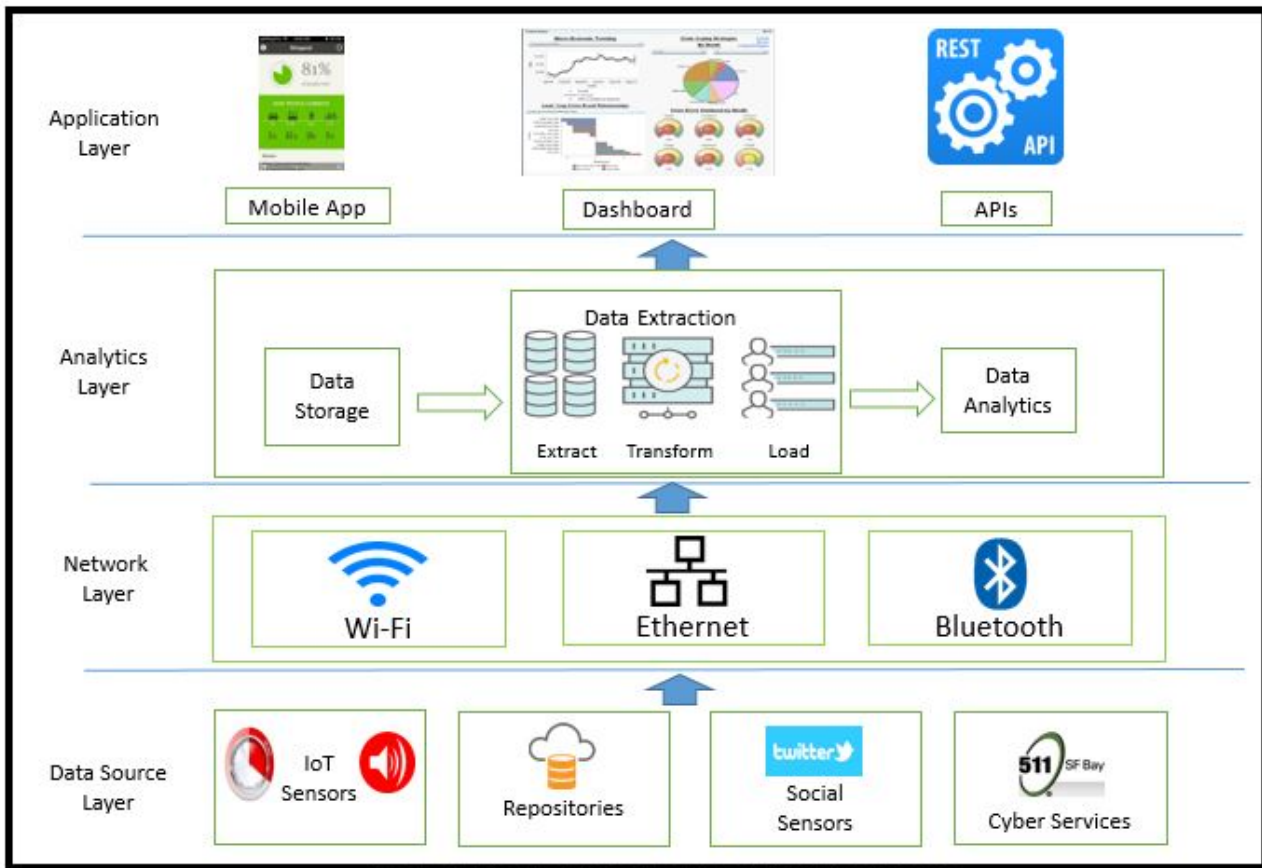 81%
REST
API
Application
Layer
Mobile App
Dashboard
APIs
Data Extraction
Analytics
Layer
Data
Storage
Extract
Transform
Load
Data
Analytics
Network
Layer
Wi-Fi
Ethernet
Bluetooth
Data Source
Layer
IoT
Sensors
Repositories
twitter
Social
Sensors
511 SF Bay
Cyber Services